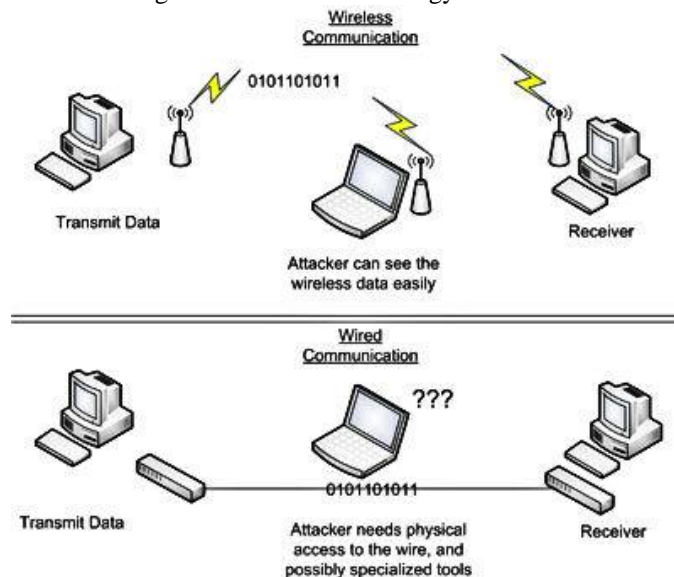 Wireless
Communication
0101101011
Transmit Data
Attacker can see the
wireless data easily
Receiver
Wired
Communication
???
0101101011
Transmit Data
Attacker needs physical
access to the wire, and
possibly specialized tools
Receiver